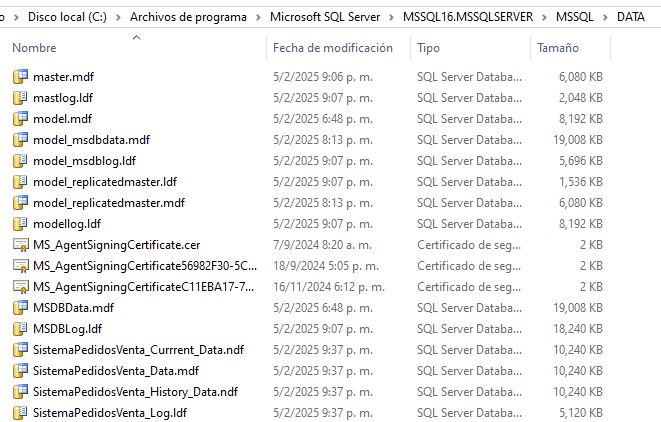 o > Disco local (C:) > Archivos de programa > Microsoft SQL Server > MSSQL16.MSSQLSERVER > MSSQL > DATA
Nombre Fecha de modificación Tipo Tamaño
master.mdf 5/2/2025 9:06 p. m. SQL Server Databa... 6,080 KB
mastlog.ldf 5/2/2025 9:07 p. m. SQL Server Databa... 2,048 KB
model.mdf 5/2/2025 6:48 p. m. SQL Server Databa... 8,192 KB
model_msdbdata.mdf 5/2/2025 8:13 p. m. SQL Server Databa... 19,008 KB
model_msdblog.ldf 5/2/2025 9:07 p. m. SQL Server Databa... 5,696 KB
model_replicatedmaster.ldf 5/2/2025 9:07 p. m. SQL Server Databa... 1,536 KB
model_replicatedmaster.mdf 5/2/2025 8:13 p. m. SQL Server Databa... 6,080 KB
modellog.ldf 5/2/2025 9:07 p. m. SQL Server Databa... 8,192 KB
MS_AgentSigningCertificate.cer 7/9/2024 8:20 a. m. Certificado de seg... 2 KB
MS_AgentSigningCertificate56982F30-5C... 18/9/2024 5:05 p. m. Certificado de seg... 2 KB
MS_AgentSigningCertificateC11EBA17-7... 16/11/2024 6:12 p. m. Certificado de seg... 2 KB
MSDBData.mdf 5/2/2025 6:48 p. m. SQL Server Databa... 19,008 KB
MSDBLog.ldf 5/2/2025 9:07 p. m. SQL Server Databa... 18,240 KB
SistemaPedidosVenta_Currrent_Data.ndf 5/2/2025 9:37 p. m. SQL Server Databa... 10,240 KB
SistemaPedidosVenta_Data.mdf 5/2/2025 9:37 p. m. SQL Server Databa... 10,240 KB
SistemaPedidosVenta_History_Data.ndf 5/2/2025 9:37 p. m. SQL Server Databa... 10,240 KB
SistemaPedidosVenta_Log.ldf 5/2/2025 9:37 p. m. SQL Server Databa... 5,120 KB